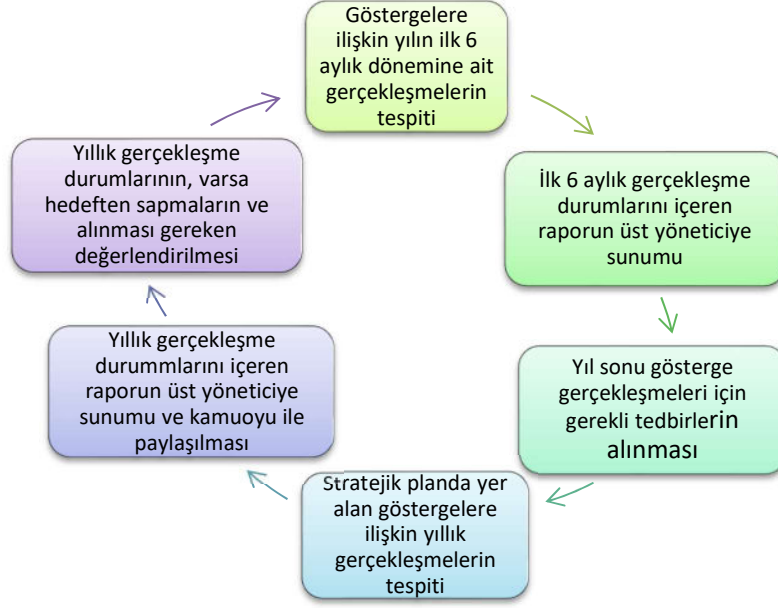 Göstergelere
ilişkin yılın ilk 6
aylık dönemine ait
gerçekleşmelerin
tespiti
İlk 6 aylık gerçekleşme
durumlarını içeren
raporun üst yöneticiye
sunumu
Yıl sonu gösterge
gerçekleşmeleri için
gerekli tedbirlerin
alınması
Stratejik planda yer
alan göstergelere
ilişkin yıllık
gerçekleşmelerin
tespiti
Yıllık gerçekleşme
durummlarını içeren
raporun üst yöneticiye
sunumu ve kamuoyu ile
paylaşılması
Yıllık gerçekleşme
durumlarının, varsa
hedeften sapmaların ve
alınması gereken
değerlendirilmesi